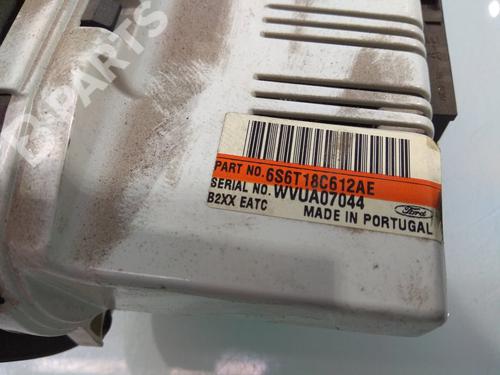 B-PARTS
PART NO. 6S6T18C612AE
SERIAL NO. WVUA07044
B2XX EATC
MADE IN PORTUGAL
Ford